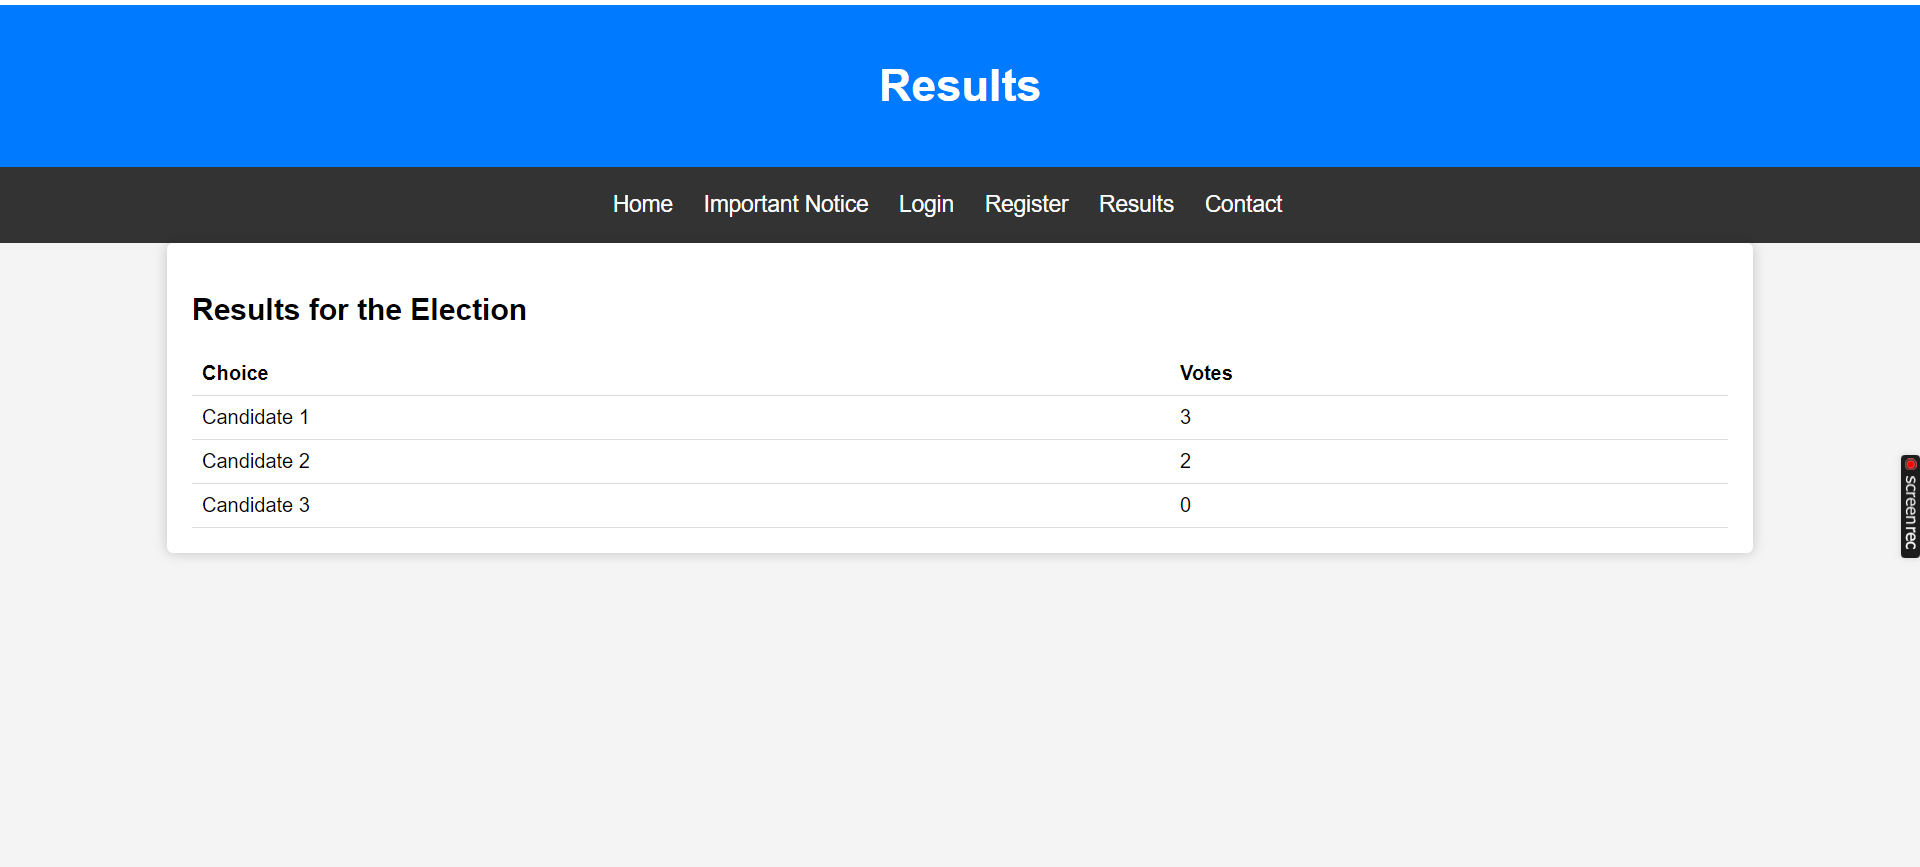 Results
Home Important Notice Login Register Results Contact
Results for the Election
Choice Votes
Candidate 1 3
Candidate 2 2
Candidate 3 0
screenrec